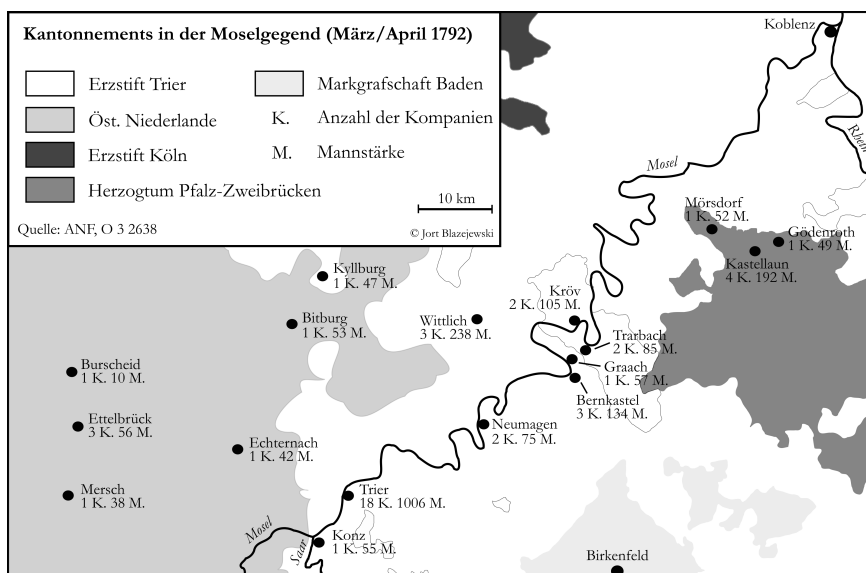 Kantonnements in der Moselgegend (März/April 1792)
Erzstift Trier
Markgrafschaft Baden
Öst. Niederlande
K. Anzahl der Kompanien
Erzstift Köln
M. Mannstärke
Herzogtum Pfalz-Zweibrücken
10 km
Quelle: ANF, O 3 2638
© Jort Blazejewski
Koblenz
Rhein
Mosel
Mörsdorf
1 K. 52 M.
Gödenroth
1 K. 49 M.
Kastellaun
4 K. 192 M.
Kyllburg
1 K. 47 M.
Kröv
2 K. 105 M.
Bitburg
1 K. 53 M.
Wittlich
3 K. 238 M.
Trarbach
2 K. 85 M.
Graach
1 K. 57 M.
Bernkastel
3 K. 134 M.
Burscheid
1 K. 10 M.
Ettelbrück
3 K. 56 M.
Neumagen
2 K. 75 M.
Echternach
1 K. 42 M.
Mersch
1 K. 38 M.
Trier
18 K. 1006 M.
Mosel
Saar
Konz
1 K. 55 M.
Birkenfeld